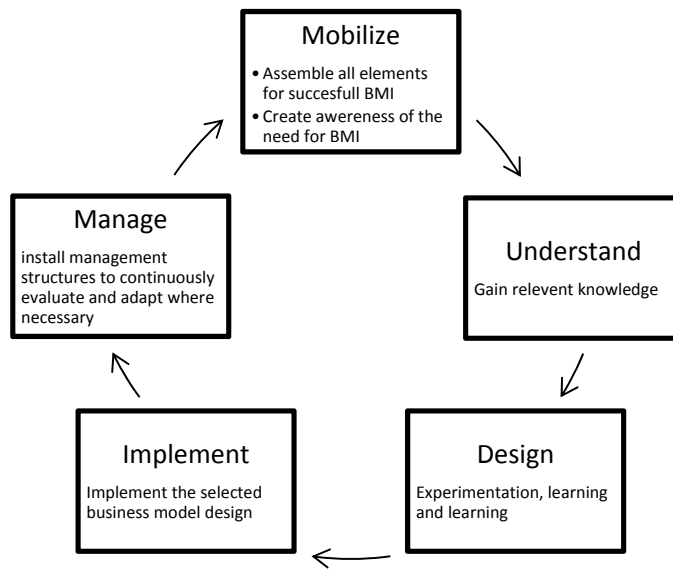 Mobilize
• Assemble all elements
for succesfull BMI
• Create awereness of the
need for BMI
Understand
Gain relevent knowledge
Design
Experimentation, learning
and learning
Implement
Implement the selected
business model design
Manage
install management
structures to continuously
evaluate and adapt where
necessary